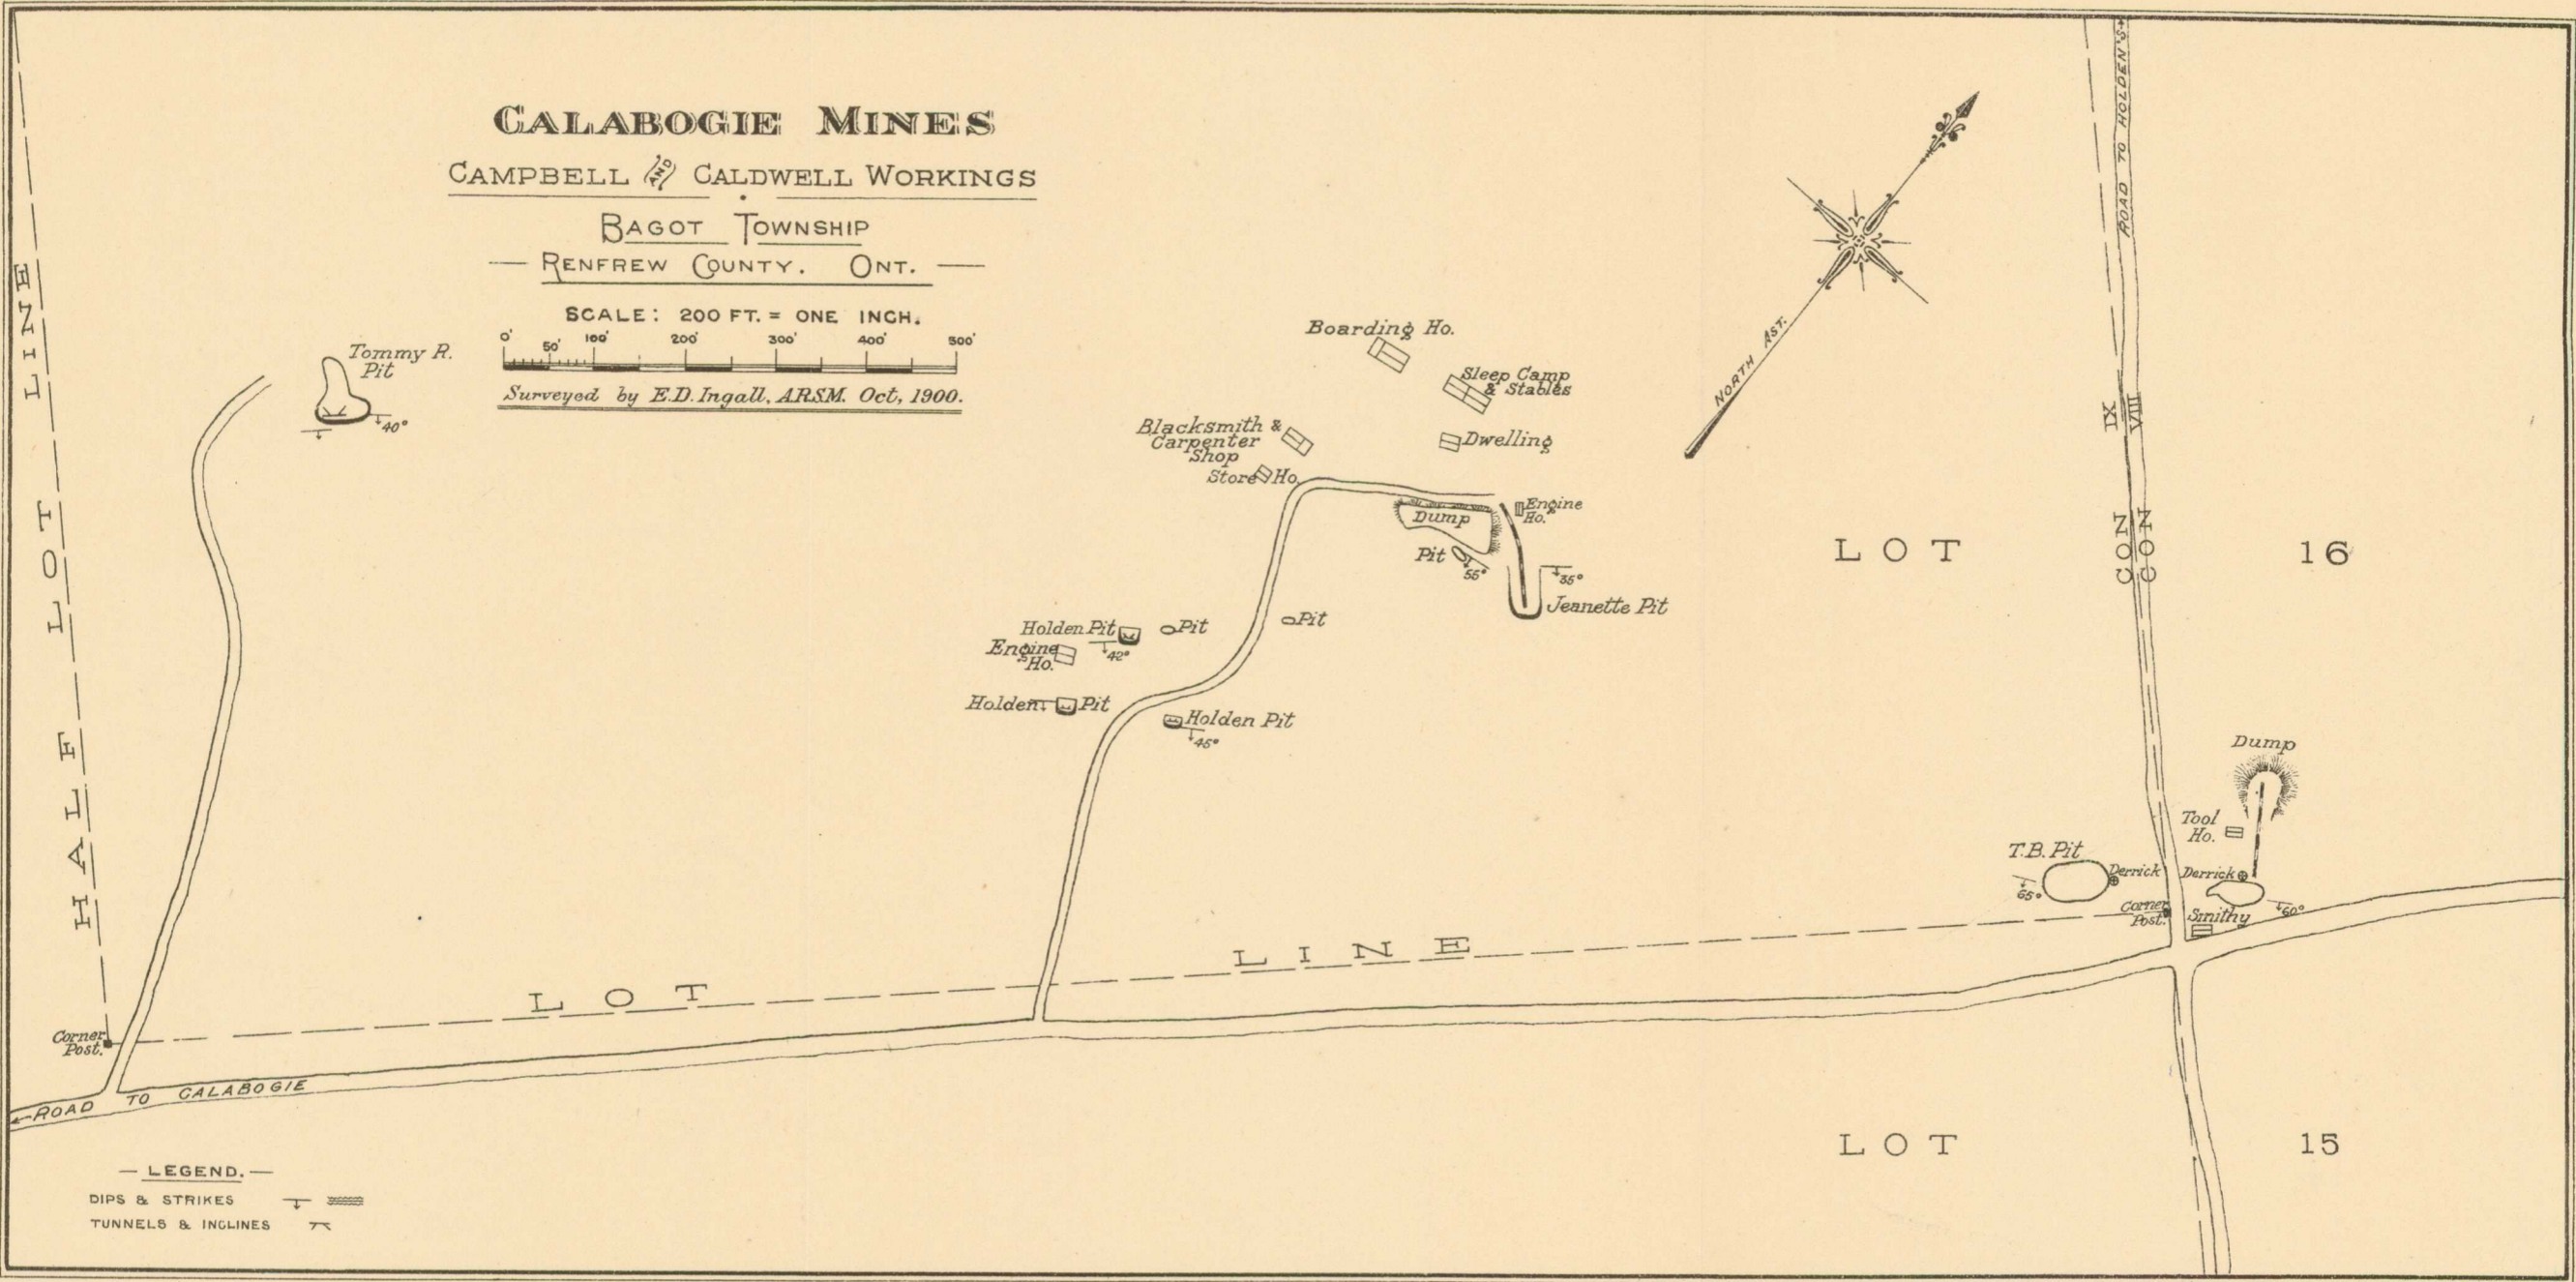 CALABOGIE MINES
CAMPBELL AND CALDWELL WORKINGS
BAGOT TOWNSHIP
RENFREW COUNTY. ONT.
SCALE: 200 FT. = ONE INCH.
0' 50' 100' 200' 300' 400' 500'
Surveyed by E.D. Ingall, A.R.S.M. Oct, 1900.
HALF LOT LINE
Tommy R.
Pit
40°
Boarding Ho.
Sleep Camp
& Stables
Blacksmith &
Carpenter
Shop
Dwelling
Store Ho.
Engine
Ho.
Dump
Pit
55°
35°
Jeanette Pit
Holden Pit
42°
Pit
Pit
Engine
Ho.
Holden Pit
Holden Pit
45°
NORTH AST.
ROAD TO HOLDEN'S
IX
VIII
CON
CON
LOT 16
Dump
Tool
Ho.
T.B. Pit
65°
Derrick
Derrick
Corner
Post.
Smithy
60°
LOT LINE
Corner
Post.
ROAD TO CALABOGIE
LOT 15
LEGEND.
DIPS & STRIKES
TUNNELS & INCLINES